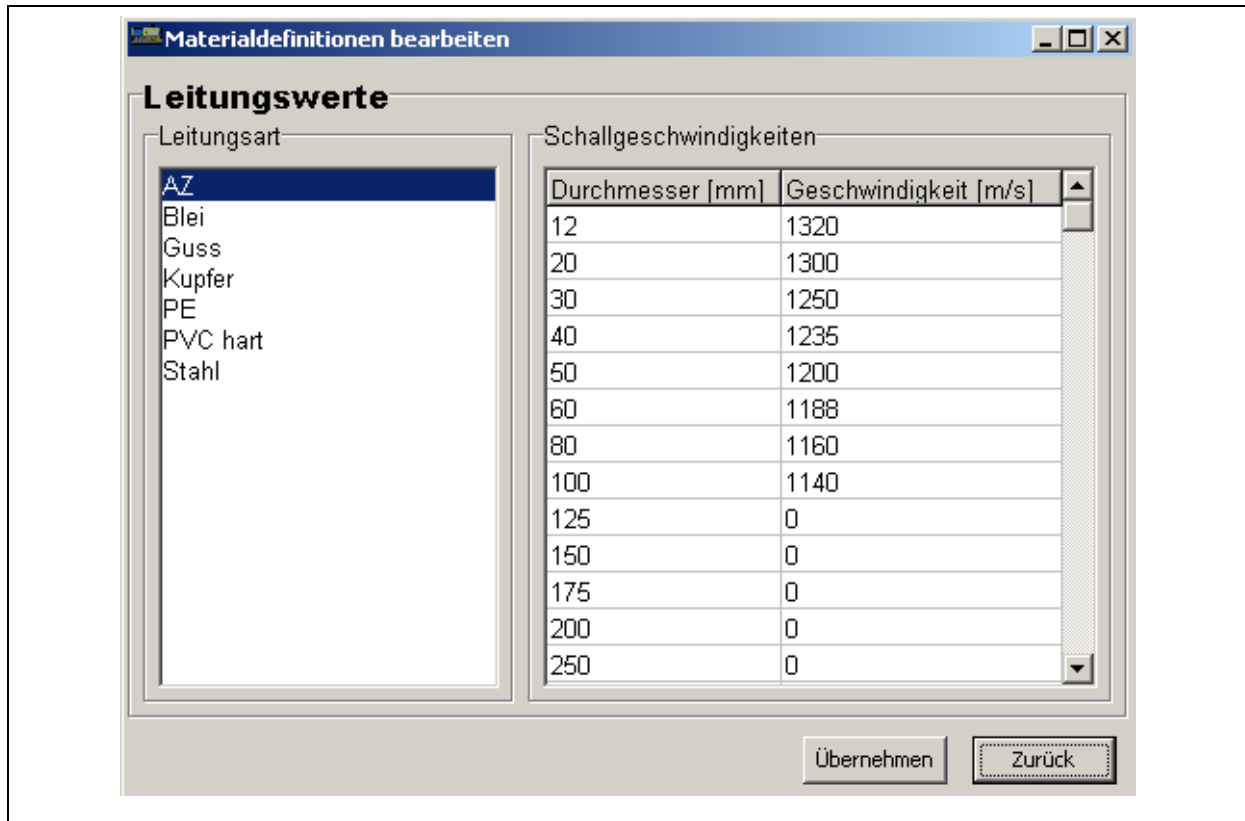 Materialdefinitionen bearbeiten
Leitungswerte
Leitungsart
AZ
Blei
Guss
Kupfer
PE
PVC hart
Stahl
Schallgeschwindigkeiten
Durchmesser [mm] Geschwindigkeit [m/s]
12 1320
20 1300
30 1250
40 1235
50 1200
60 1188
80 1160
100 1140
125 0
150 0
175 0
200 0
250 0
Übernehmen Zurück